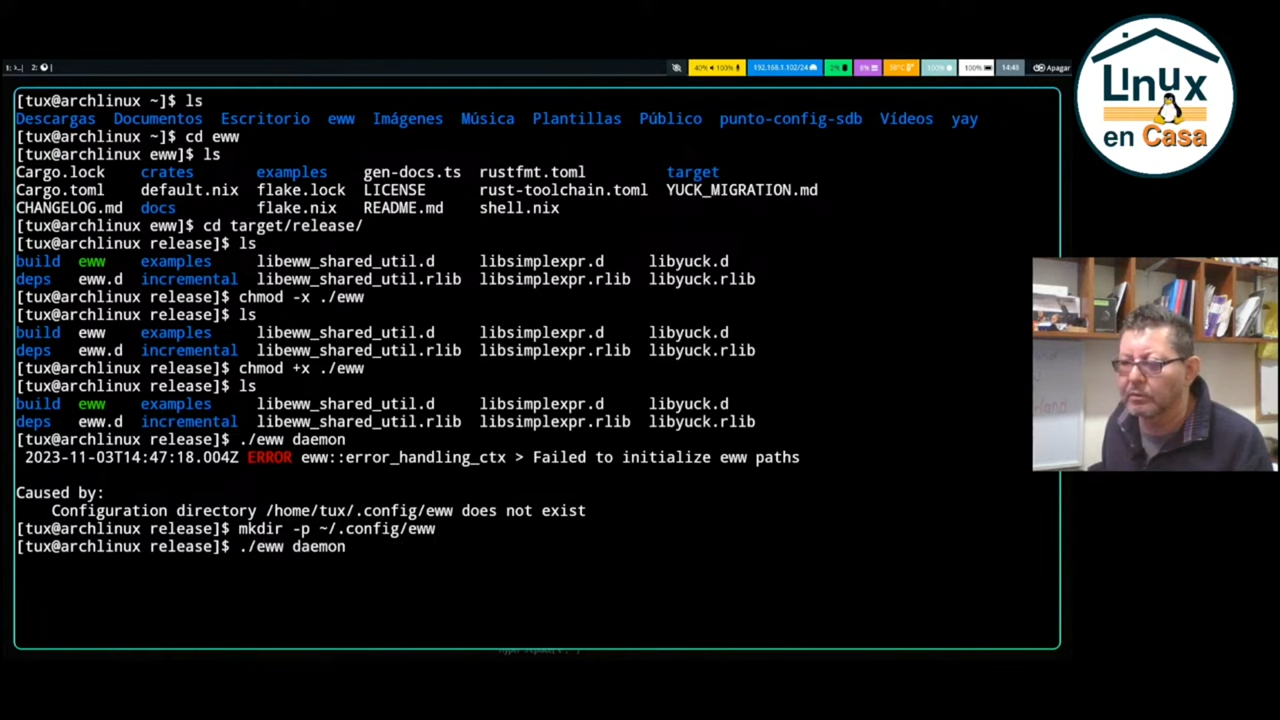 1: >_| 2:
40% 100% 192.168.1.102/24 2% 8% 58°C 100% 100% 14:48 Apagar
LINUX
en Casa
[tux@archlinux ~]$ ls
Descargas Documentos Escritorio eww Imágenes Música Plantillas Público punto-config-sdb Vídeos yay
[tux@archlinux ~]$ cd eww
[tux@archlinux eww]$ ls
Cargo.lock crates examples gen-docs.ts rustfmt.toml target
Cargo.toml default.nix flake.lock LICENSE rust-toolchain.toml YUCK_MIGRATION.md
CHANGELOG.md docs flake.nix README.md shell.nix
[tux@archlinux eww]$ cd target/release/
[tux@archlinux release]$ ls
build eww examples libeww_shared_util.d libsimplexpr.d libyuck.d
deps eww.d incremental libeww_shared_util.rlib libsimplexpr.rlib libyuck.rlib
[tux@archlinux release]$ chmod -x ./eww
[tux@archlinux release]$ ls
build eww examples libeww_shared_util.d libsimplexpr.d libyuck.d
deps eww.d incremental libeww_shared_util.rlib libsimplexpr.rlib libyuck.rlib
[tux@archlinux release]$ chmod +x ./eww
[tux@archlinux release]$ ls
build eww examples libeww_shared_util.d libsimplexpr.d libyuck.d
deps eww.d incremental libeww_shared_util.rlib libsimplexpr.rlib libyuck.rlib
[tux@archlinux release]$ ./eww daemon
2023-11-03T14:47:18.004Z ERROR eww::error_handling_ctx > Failed to initialize eww paths
Caused by:
Configuration directory /home/tux/.config/eww does not exist
[tux@archlinux release]$ mkdir -p ~/.config/eww
[tux@archlinux release]$ ./eww daemon